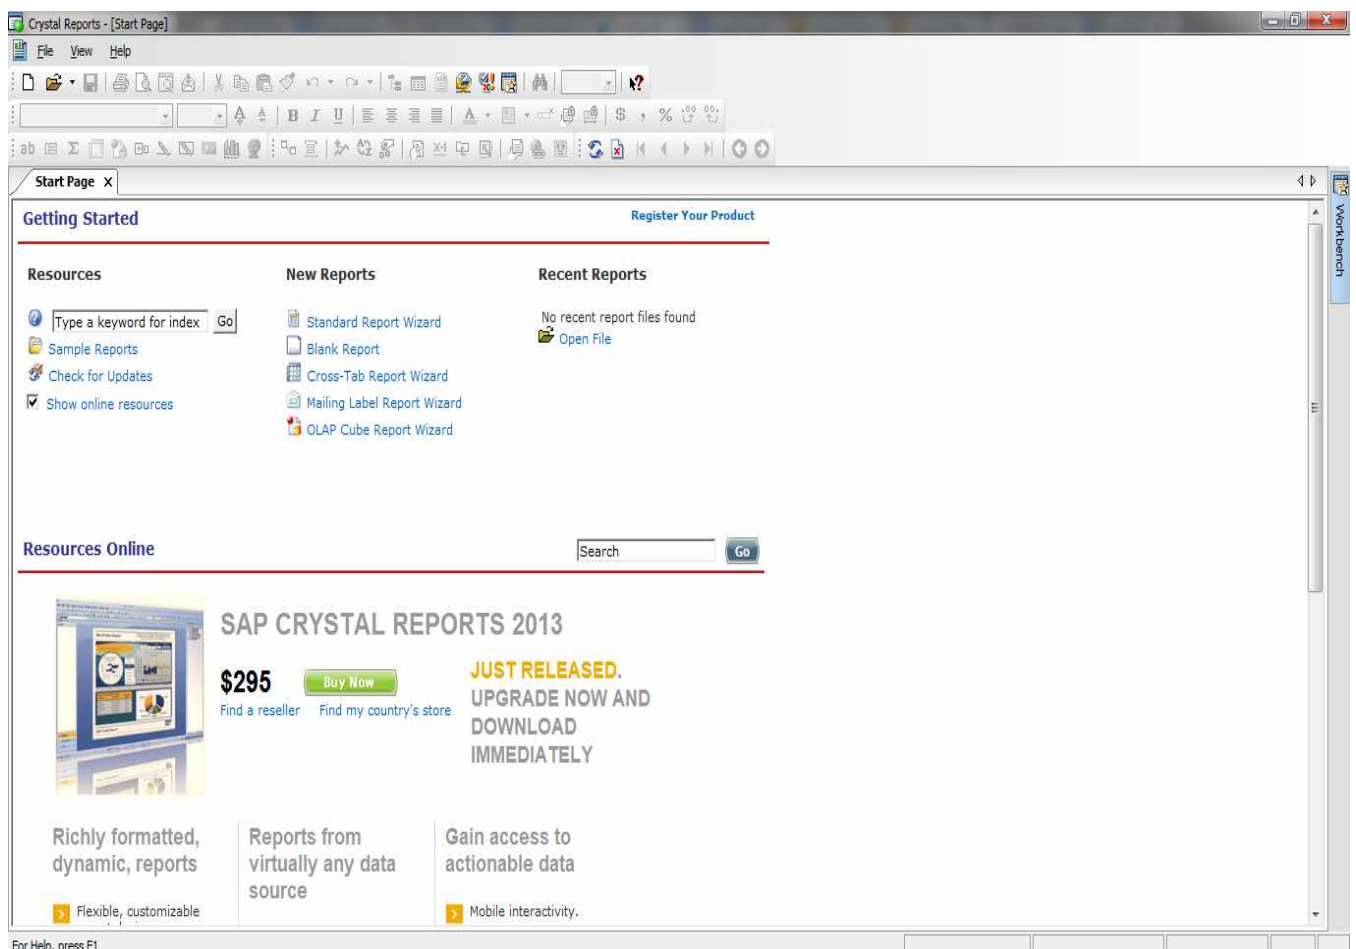 Crystal Reports - [Start Page]
File View Help
Start Page X
Workbench
Getting Started
Register Your Product
Resources
Type a keyword for index Go
Sample Reports
Check for Updates
Show online resources
New Reports
Standard Report Wizard
Blank Report
Cross-Tab Report Wizard
Mailing Label Report Wizard
OLAP Cube Report Wizard
Recent Reports
No recent report files found
Open File
Resources Online
Search Go
SAP CRYSTAL REPORTS 2013
$295 Buy Now
Find a reseller Find my country's store
JUST RELEASED.
UPGRADE NOW AND
DOWNLOAD
IMMEDIATELY
Richly formatted,
dynamic, reports
Flexible, customizable
Reports from
virtually any data
source
Gain access to
actionable data
Mobile interactivity.
For Help, press F1